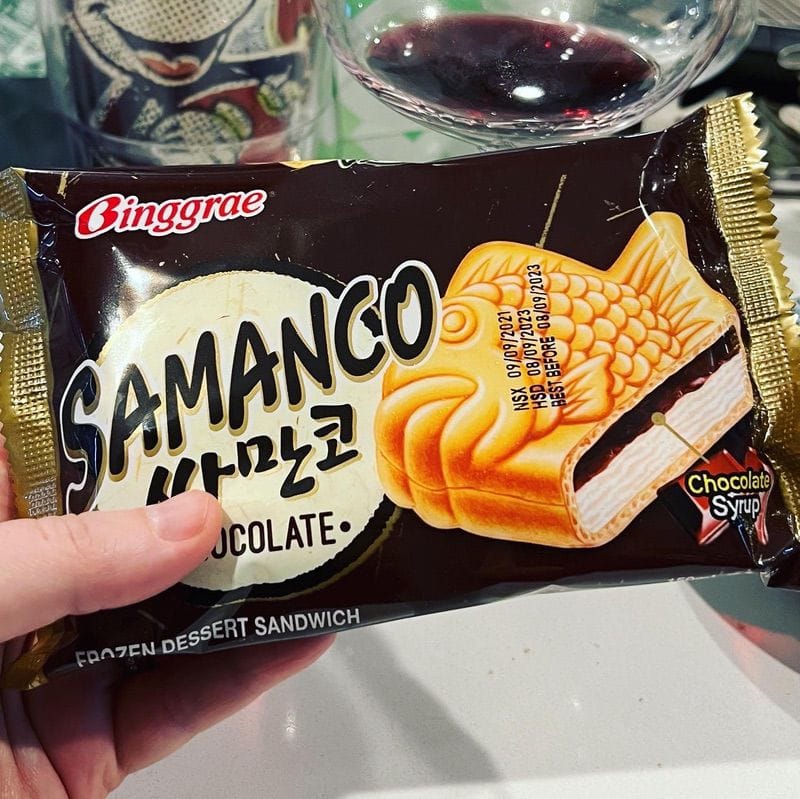 Binggrae
SAMANCO
싸만코
CHOCOLATE•
FROZEN DESSERT SANDWICH
NSX 09/09/2021
HSD 08/09/2023
BEST BEFORE 08/09/2023
Chocolate
Syrup